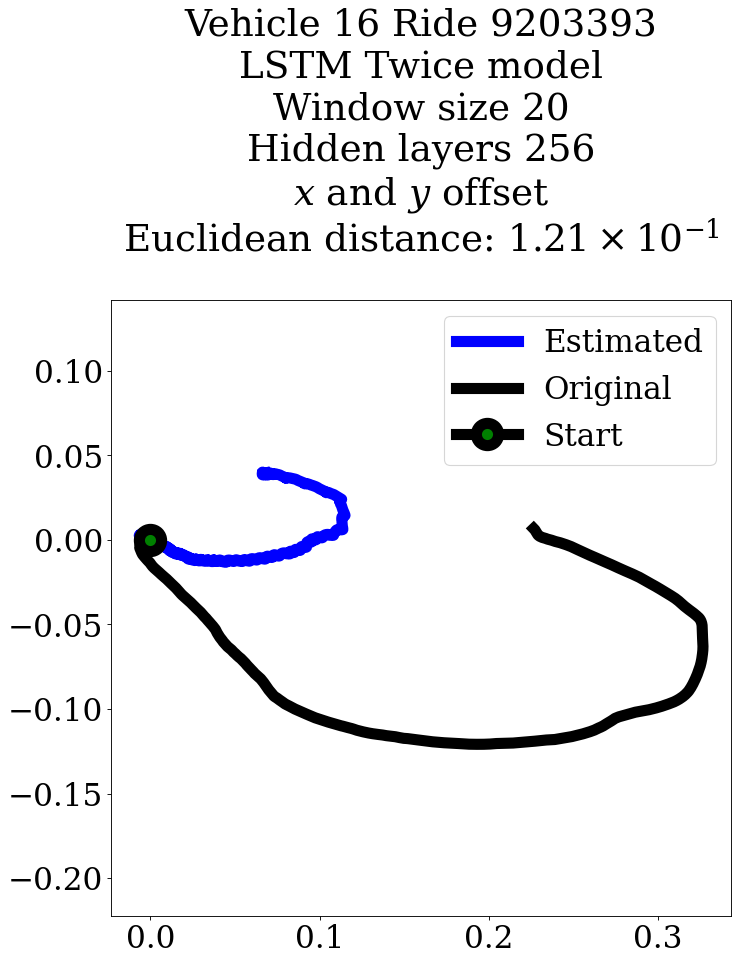 Vehicle 16 Ride 9203393
LSTM Twice model
Window size 20
Hidden layers 256
x and y offset
Euclidean distance: 1.21 × 10⁻¹
Estimated
Original
Start
0.10
0.05
0.00
−0.05
−0.10
−0.15
−0.20
0.0 0.1 0.2 0.3